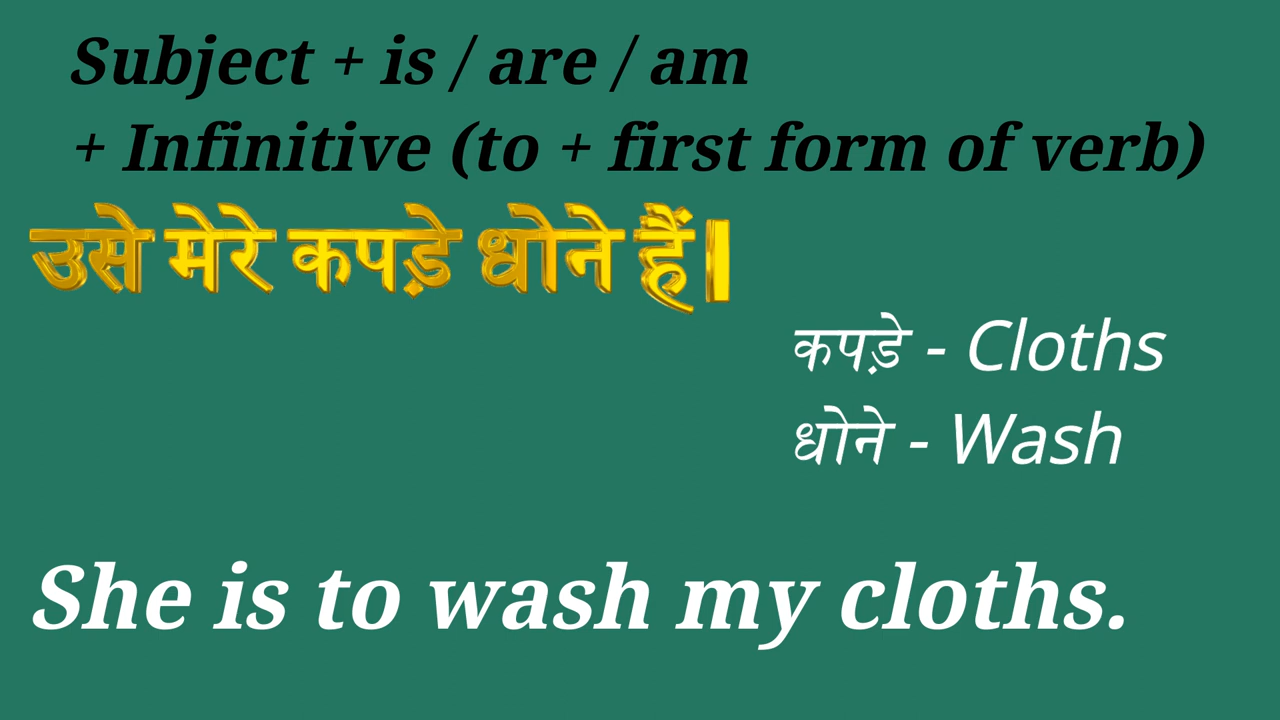 Subject + is / are / am
+ Infinitive (to + first form of verb)
उसे मेरे कपड़े धोने हैं।
कपड़े - Cloths
धोने - Wash
She is to wash my cloths.